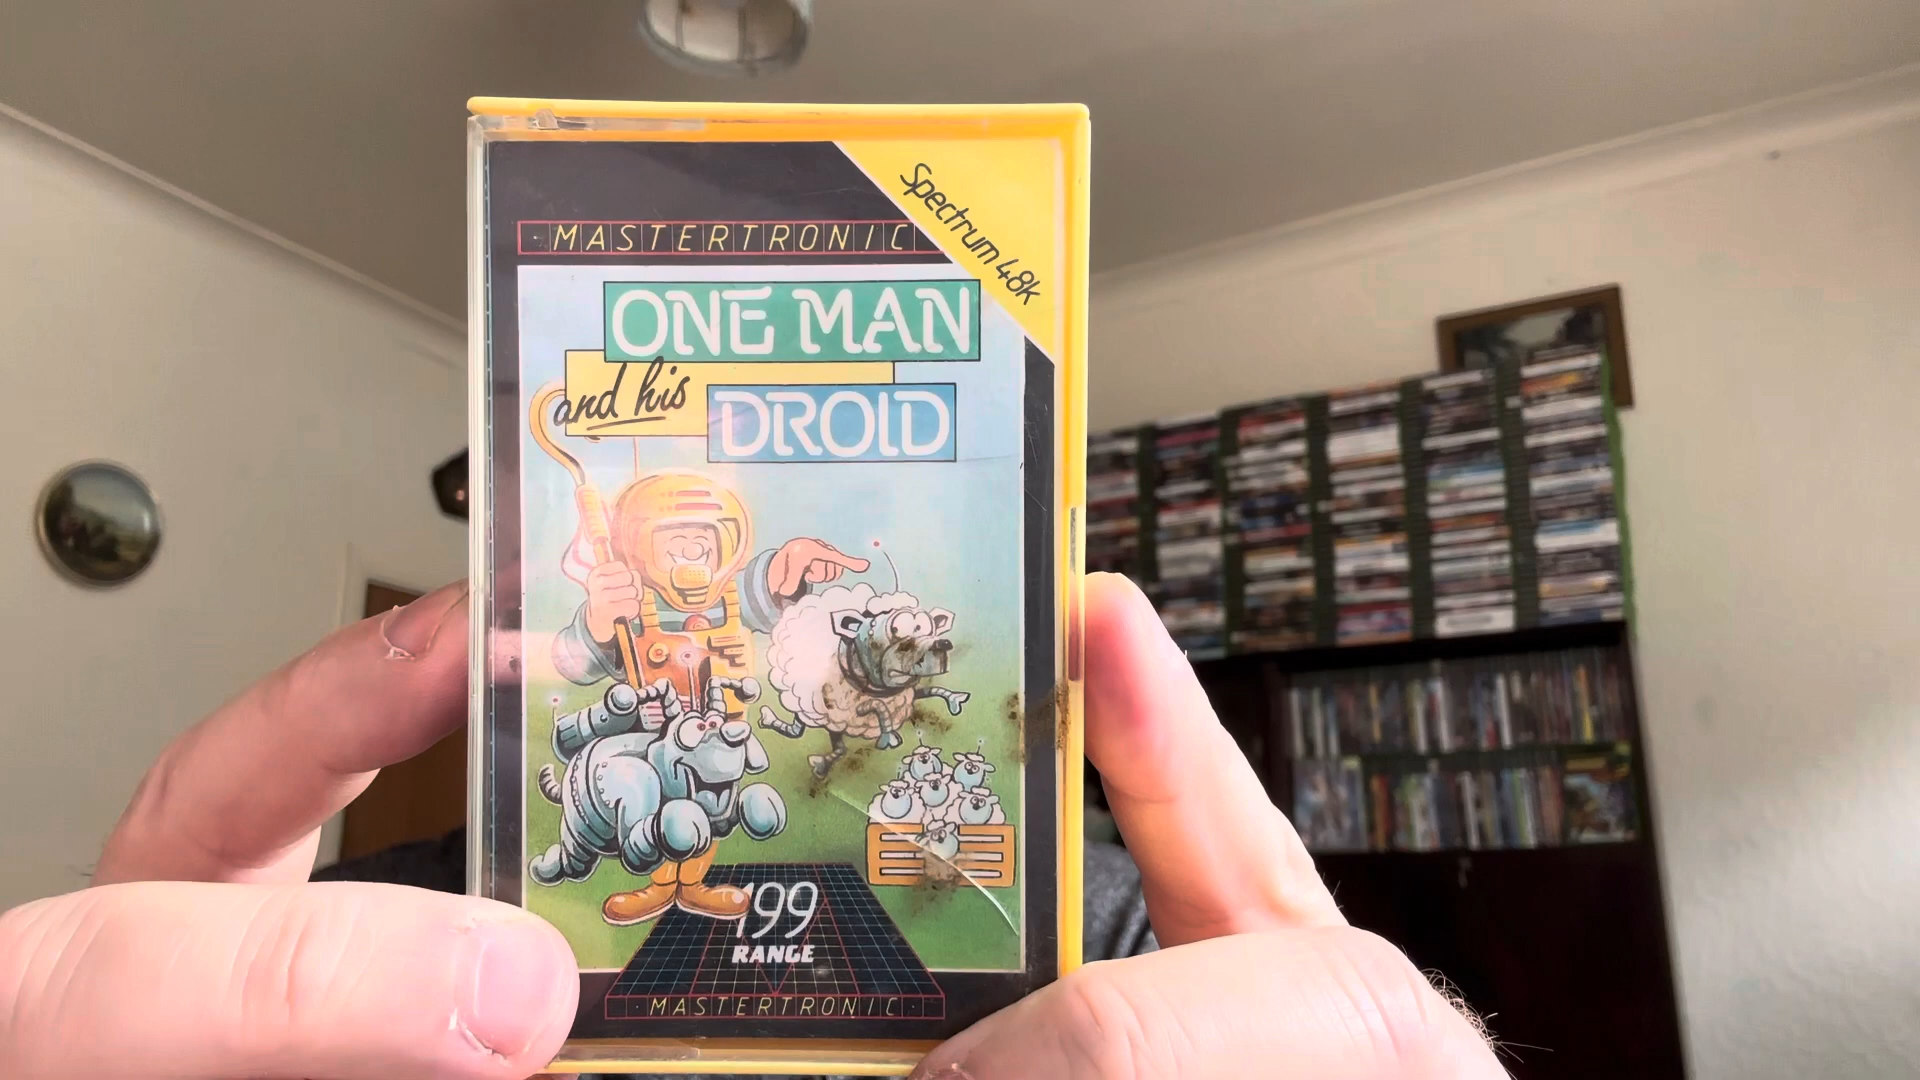 Spectrum 48k
MASTERTRONIC
ONE MAN
and his
DROID
199
RANGE
MASTERTRONIC